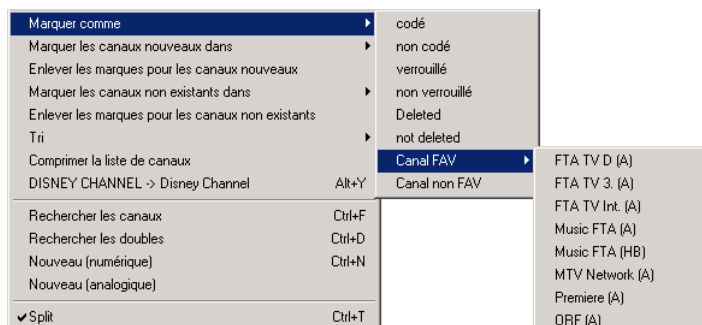 Marquer comme
Marquer les canaux nouveaux dans
Enlever les marques pour les canaux nouveaux
Marquer les canaux non existants dans
Enlever les marques pour les canaux non existants
Tri
Comprimer la liste de canaux
DISNEY CHANNEL -> Disney Channel Alt+Y
Rechercher les canaux Ctrl+F
Rechercher les doubles Ctrl+D
Nouveau (numérique) Ctrl+N
Nouveau (analogique)
Split Ctrl+T
codé
non codé
verrouillé
non verrouillé
Deleted
not deleted
Canal FAV
Canal non FAV
FTA TV D (A)
FTA TV 3. (A)
FTA TV Int. (A)
Music FTA (A)
Music FTA (HB)
MTV Network (A)
Premiere (A)
ORF (A)